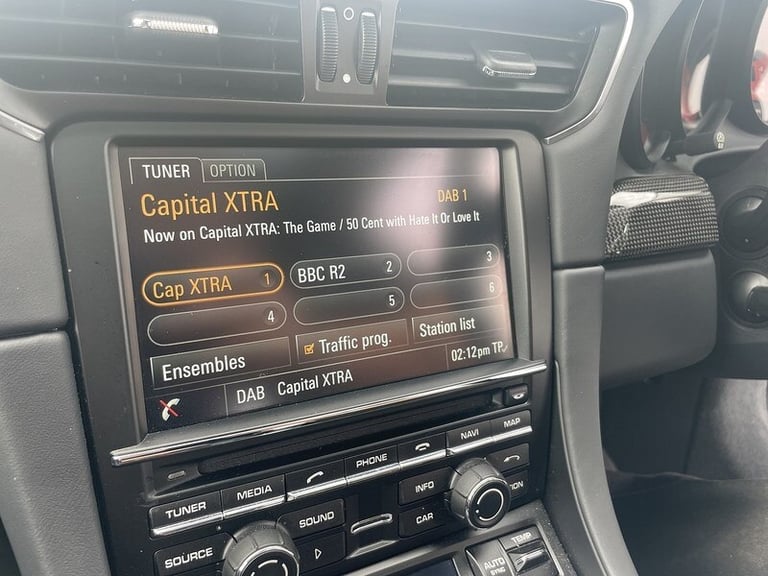 TUNER OPTION
Capital XTRA DAB 1
Now on Capital XTRA: The Game / 50 Cent with Hate It Or Love It
Cap XTRA 1 BBC R2 2 3
4 5 6
Ensembles Traffic prog. Station list
DAB Capital XTRA 02:12pm TP
TUNER MEDIA PHONE NAVI MAP
SOURCE SOUND INFO
CAR
AUTO SYNC TEMP